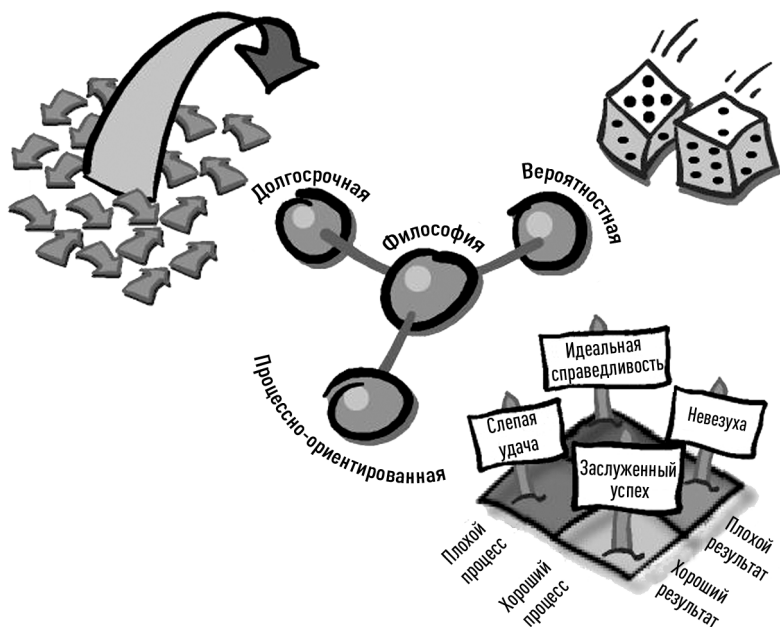 Долгосрочная
Философия
Вероятностная
Процессно-ориентированная
Идеальная
справедливость
Слепая
удача
Невезуха
Заслуженный
успех
Плохой
процесс
Хороший
процесс
Плохой
результат
Хороший
результат